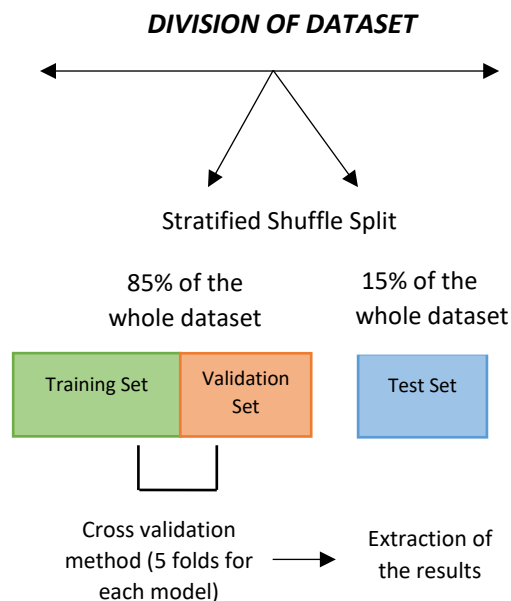 DIVISION OF DATASET
Stratified Shuffle Split
85% of the
whole dataset
15% of the
whole dataset
Training Set
Validation
Set
Test Set
Cross validation
method (5 folds for
each model)
Extraction of
the results